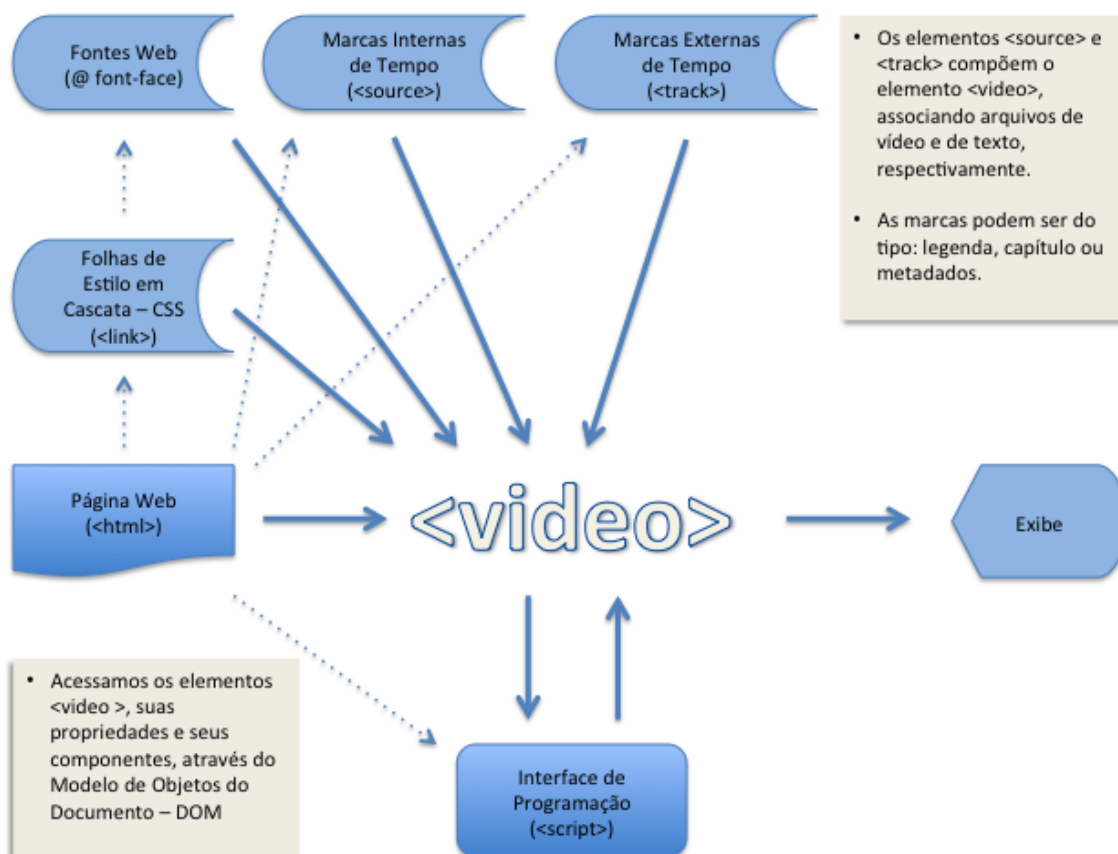 Fontes Web
(@ font-face)
Marcas Internas
de Tempo
(<source>)
Marcas Externas
de Tempo
(<track>)
• Os elementos <source> e
<track> compõem o
elemento <video>,
associando arquivos de
vídeo e de texto,
respectivamente.
• As marcas podem ser do
tipo: legenda, capítulo ou
metadados.
Folhas de
Estilo em
Cascata – CSS
(<link>)
Página Web
(<html>)
<video>
Exibe
• Acessamos os elementos
<video >, suas
propriedades e seus
componentes, através do
Modelo de Objetos do
Documento – DOM
Interface de
Programação
(<script>)